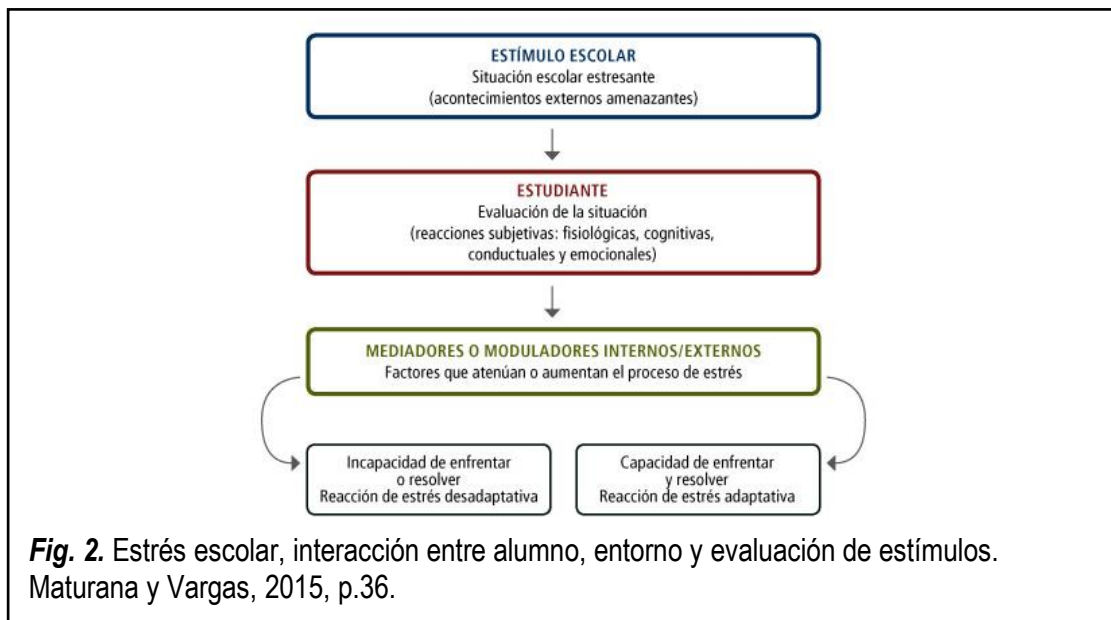 ESTÍMULO ESCOLAR
Situación escolar estresante
(acontecimientos externos amenazantes)
ESTUDIANTE
Evaluación de la situación
(reacciones subjetivas: fisiológicas, cognitivas,
conductuales y emocionales)
MEDIADORES O MODULADORES INTERNOS/EXTERNOS
Factores que atenúan o aumentan el proceso de estrés
Incapacidad de enfrentar
o resolver
Reacción de estrés desadaptativa
Capacidad de enfrentar
y resolver
Reacción de estrés adaptativa
Fig. 2. Estrés escolar, interacción entre alumno, entorno y evaluación de estímulos.
Maturana y Vargas, 2015, p.36.